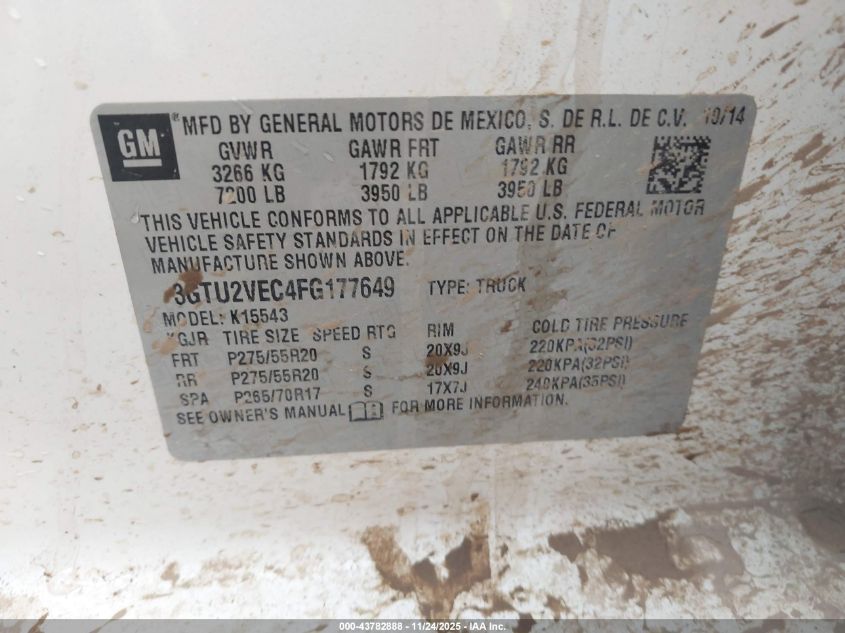 GM ® MFD BY GENERAL MOTORS DE MEXICO, S. DE R.L. DE C.V. 10/14
GVWR GAWR FRT GAWR RR
3266 KG 1792 KG 1792 KG
7200 LB 3950 LB 3950 LB
THIS VEHICLE CONFORMS TO ALL APPLICABLE U.S. FEDERAL MOTOR
VEHICLE SAFETY STANDARDS IN EFFECT ON THE DATE OF
MANUFACTURE SHOWN ABOVE.
3GTU2VEC4FG177649 TYPE: TRUCK
MODEL: K15543
KGJR TIRE SIZE SPEED RTG RIM COLD TIRE PRESSURE
FRT P275/55R20 S 20X9J 220KPA(32PSI)
RR P275/55R20 S 20X9J 220KPA(32PSI)
SPA P265/70R17 S 17X7J 240KPA(35PSI)
SEE OWNER'S MANUAL FOR MORE INFORMATION.
000-43782888 - 11/24/2025 - IAA Inc.